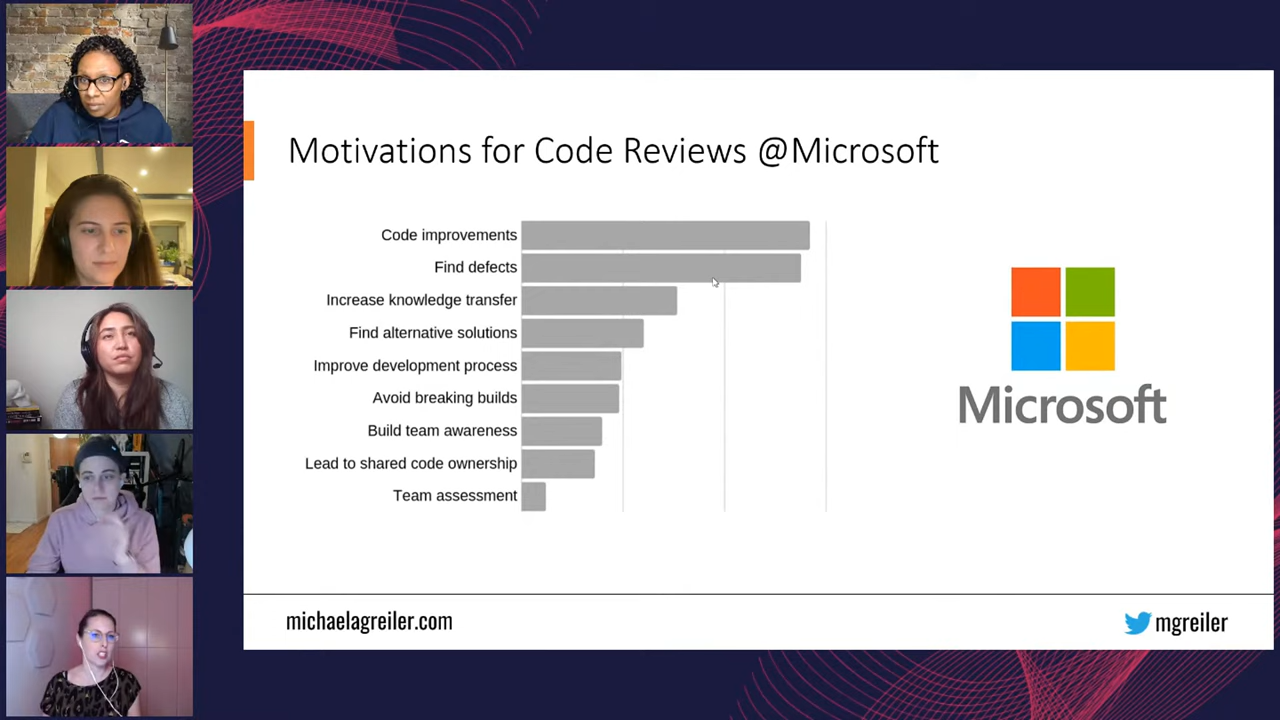 Motivations for Code Reviews @Microsoft
Code improvements
Find defects
Increase knowledge transfer
Find alternative solutions
Improve development process
Avoid breaking builds
Build team awareness
Lead to shared code ownership
Team assessment
Microsoft
michaelagreiler.com
mgreiler